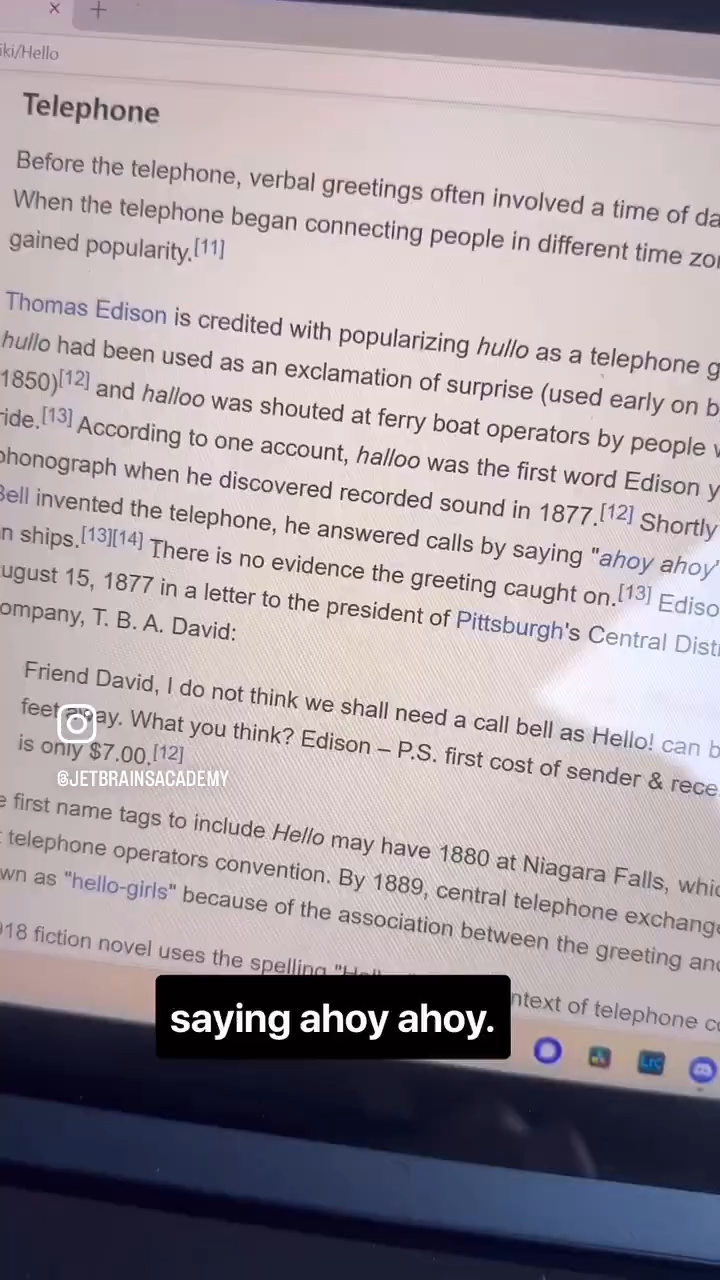 iki/Hello
Telephone
Before the telephone, verbal greetings often involved a time of da
When the telephone began connecting people in different time zo
gained popularity.[11]
Thomas Edison is credited with popularizing hullo as a telephone g
hullo had been used as an exclamation of surprise (used early on b
1850)[12] and halloo was shouted at ferry boat operators by people w
ride.[13] According to one account, halloo was the first word Edison y
phonograph when he discovered recorded sound in 1877.[12] Shortly
Bell invented the telephone, he answered calls by saying "ahoy ahoy"
n ships.[13][14] There is no evidence the greeting caught on.[13] Ediso
ugust 15, 1877 in a letter to the president of Pittsburgh's Central Dist
ompany, T. B. A. David:
Friend David, I do not think we shall need a call bell as Hello! can b
feet away. What you think? Edison – P.S. first cost of sender & rece
is only $7.00.[12]
@JETBRAINSACADEMY
e first name tags to include Hello may have 1880 at Niagara Falls, whic
telephone operators convention. By 1889, central telephone exchange
wn as "hello-girls" because of the association between the greeting and
918 fiction novel uses the spelling
ntext of telephone co
saying ahoy ahoy.
LrC